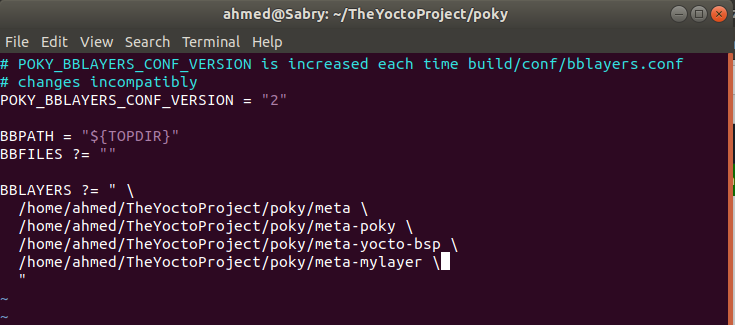 ahmed@Sabry: ~/TheYoctoProject/poky
File Edit View Search Terminal Help
# POKY_BBLAYERS_CONF_VERSION is increased each time build/conf/bblayers.conf
# changes incompatibly
POKY_BBLAYERS_CONF_VERSION = "2"
BBPATH = "${TOPDIR}"
BBFILES ?= ""
BBLAYERS ?= " \
/home/ahmed/TheYoctoProject/poky/meta \
/home/ahmed/TheYoctoProject/poky/meta-poky \
/home/ahmed/TheYoctoProject/poky/meta-yocto-bsp \
/home/ahmed/TheYoctoProject/poky/meta-mylayer \
"
~
~